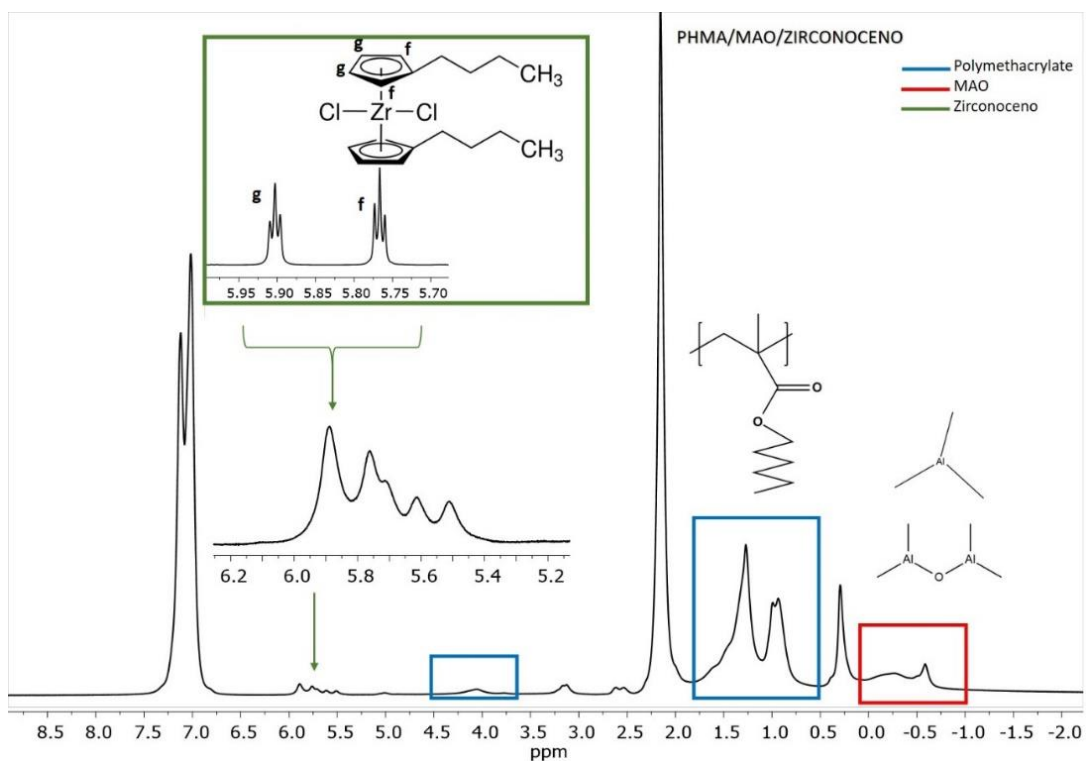 PHMA/MAO/ZIRCONOCENO
Polymethacrylate
MAO
Zirconoceno
g
f
g
f
CH3
Cl
Zr
Cl
CH3
g
f
5.95 5.90 5.85 5.80 5.75 5.70
O
O
Al
Al
Al
O
6.2 6.0 5.8 5.6 5.4 5.2
8.5 8.0 7.5 7.0 6.5 6.0 5.5 5.0 4.5 4.0 3.5 3.0 2.5 2.0 1.5 1.0 0.5 0.0 -0.5 -1.0 -1.5 -2.0
ppm